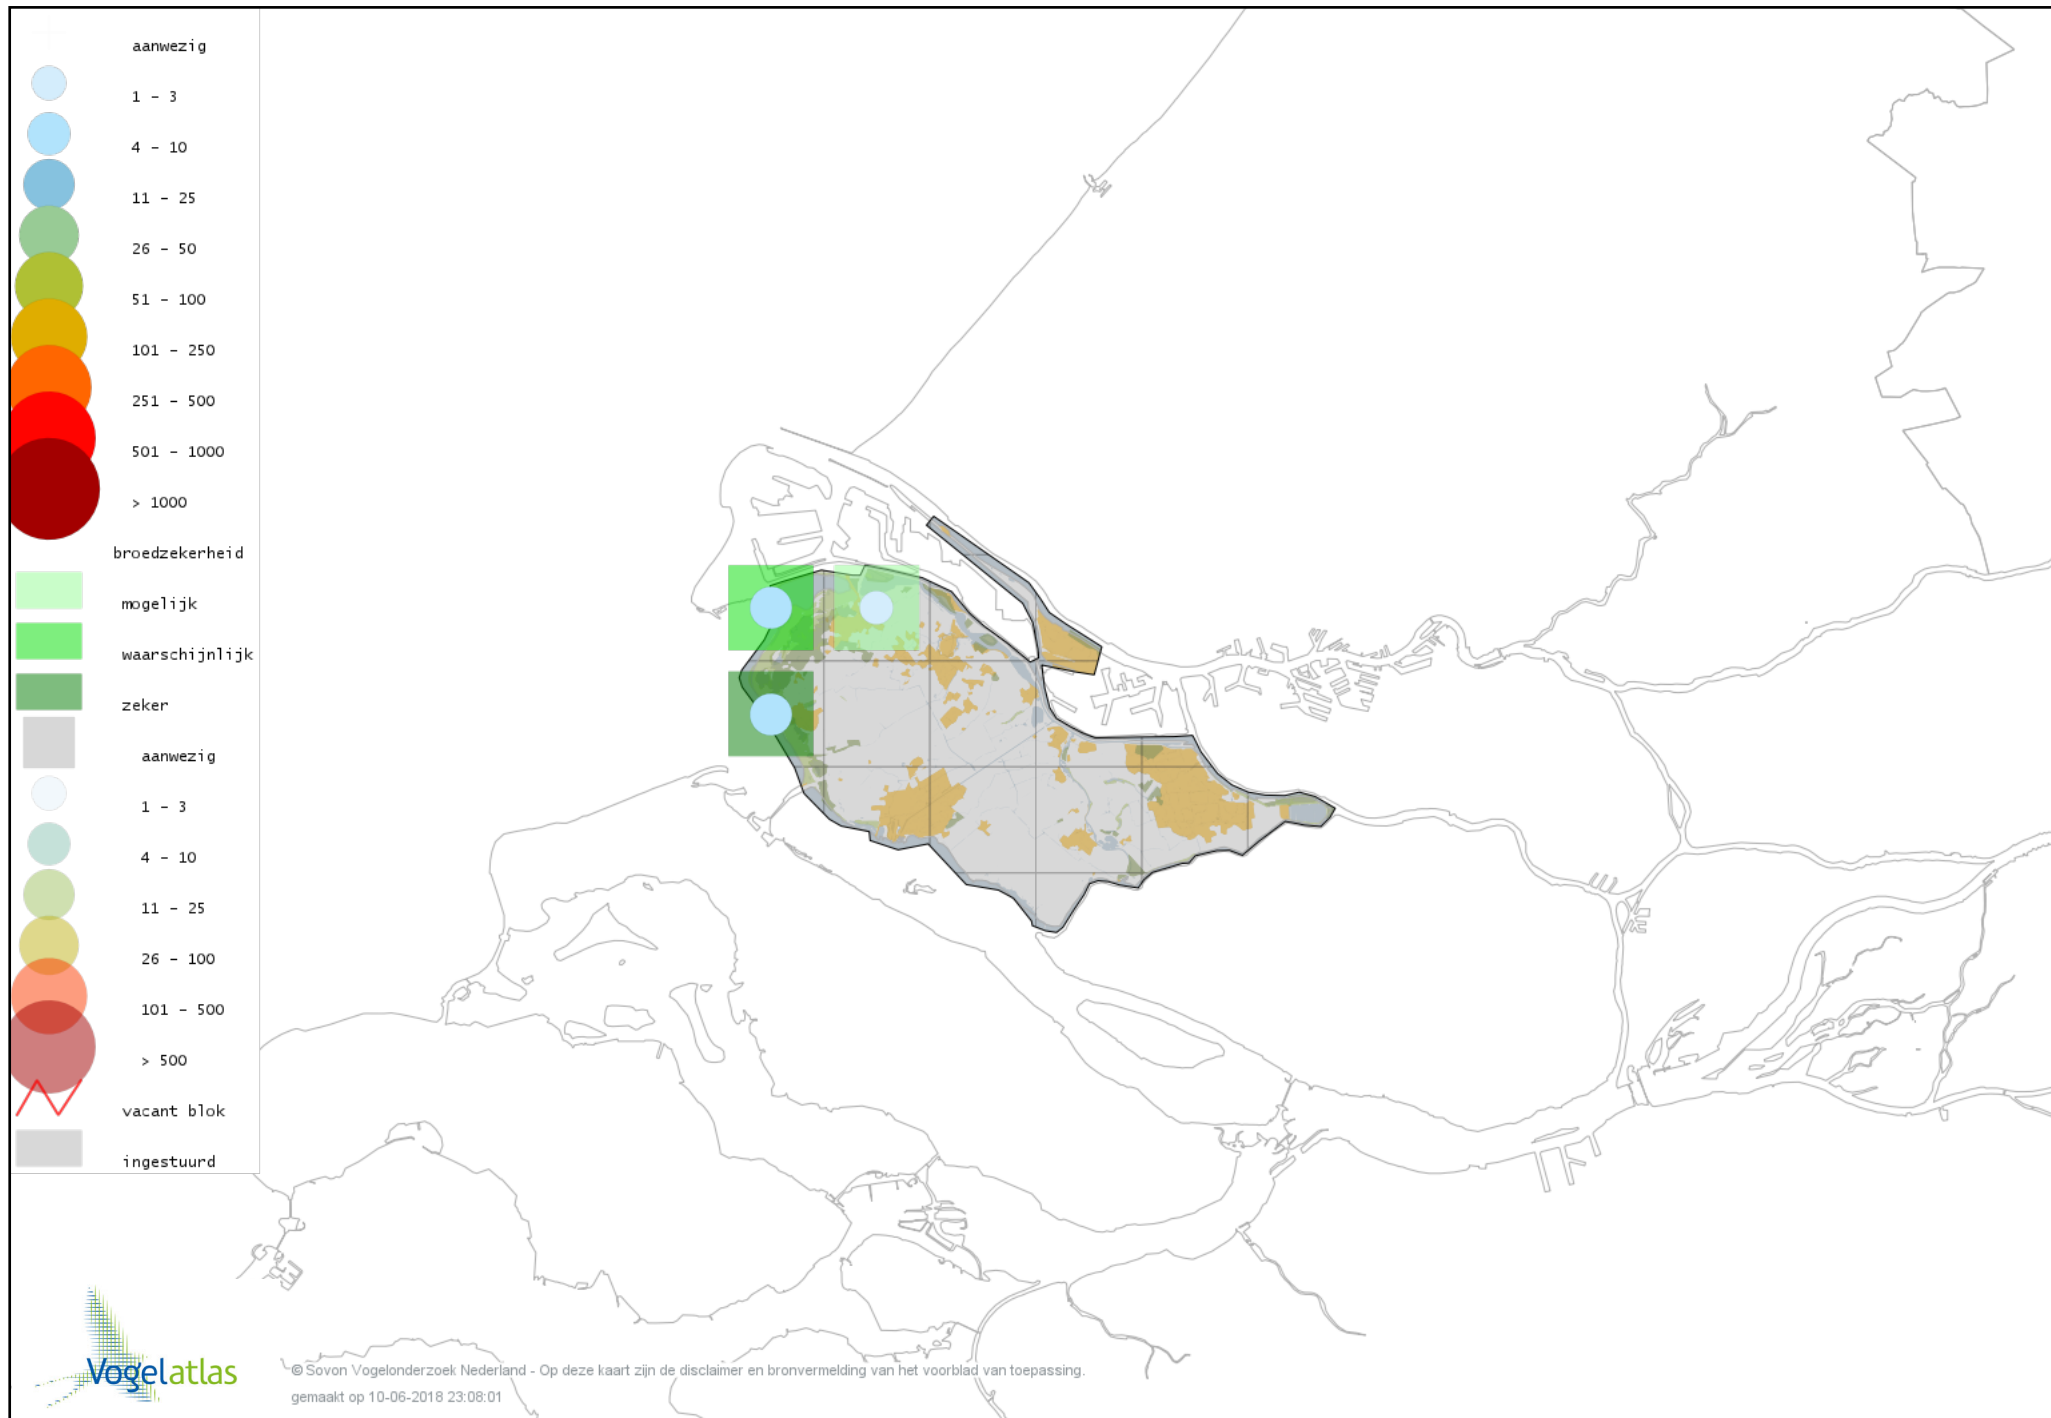 aanwezig
1 - 3
4 - 10
11 - 25
26 - 50
51 - 100
101 - 250
251 - 500
501 - 1000
> 1000
broedzekerheid
mogelijk
waarschijnlijk
zeker
aanwezig
1 - 3
4 - 10
11 - 25
26 - 100
101 - 500
> 500
vacant blok
ingestuurd
Vogelatlas
© Sovon Vogelonderzoek Nederland - Op deze kaart zijn de disclaimer en bronvermelding van het voorblad van toepassing.
gemaakt op 10-06-2018 23:08:01